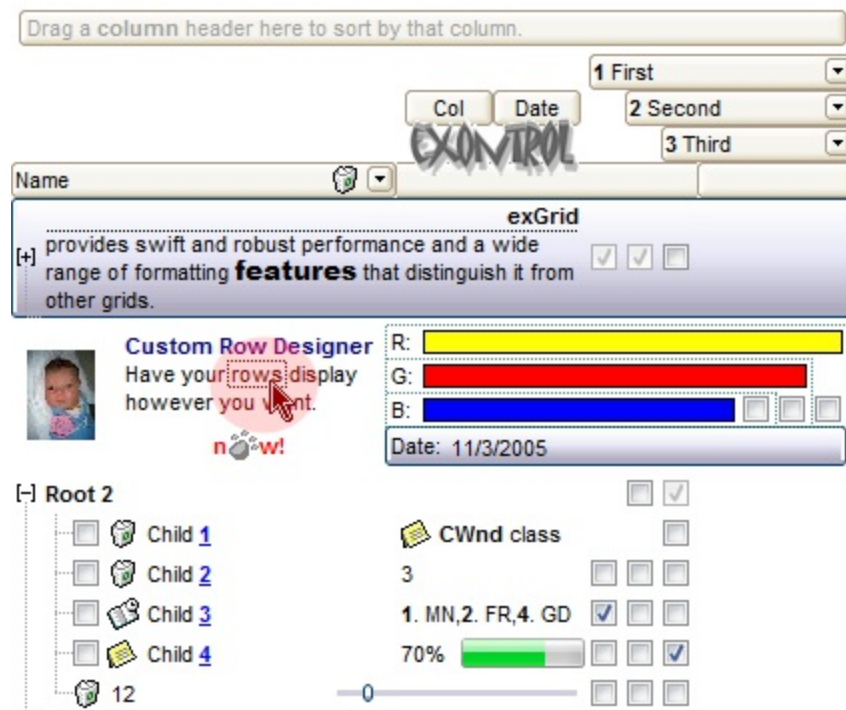 Drag a column header here to sort by that column.
1 First
Col Date 2 Second
EXONTROL
3 Third
Name
exGrid
[+] provides swift and robust performance and a wide
range of formatting features that distinguish it from
other grids.
Custom Row Designer
Have your rows display
however you want.
now!
R:
G:
B:
Date: 11/3/2005
[-] Root 2
Child 1 CWnd class
Child 2 3
Child 3 1. MN,2. FR,4. GD
Child 4 70%
12